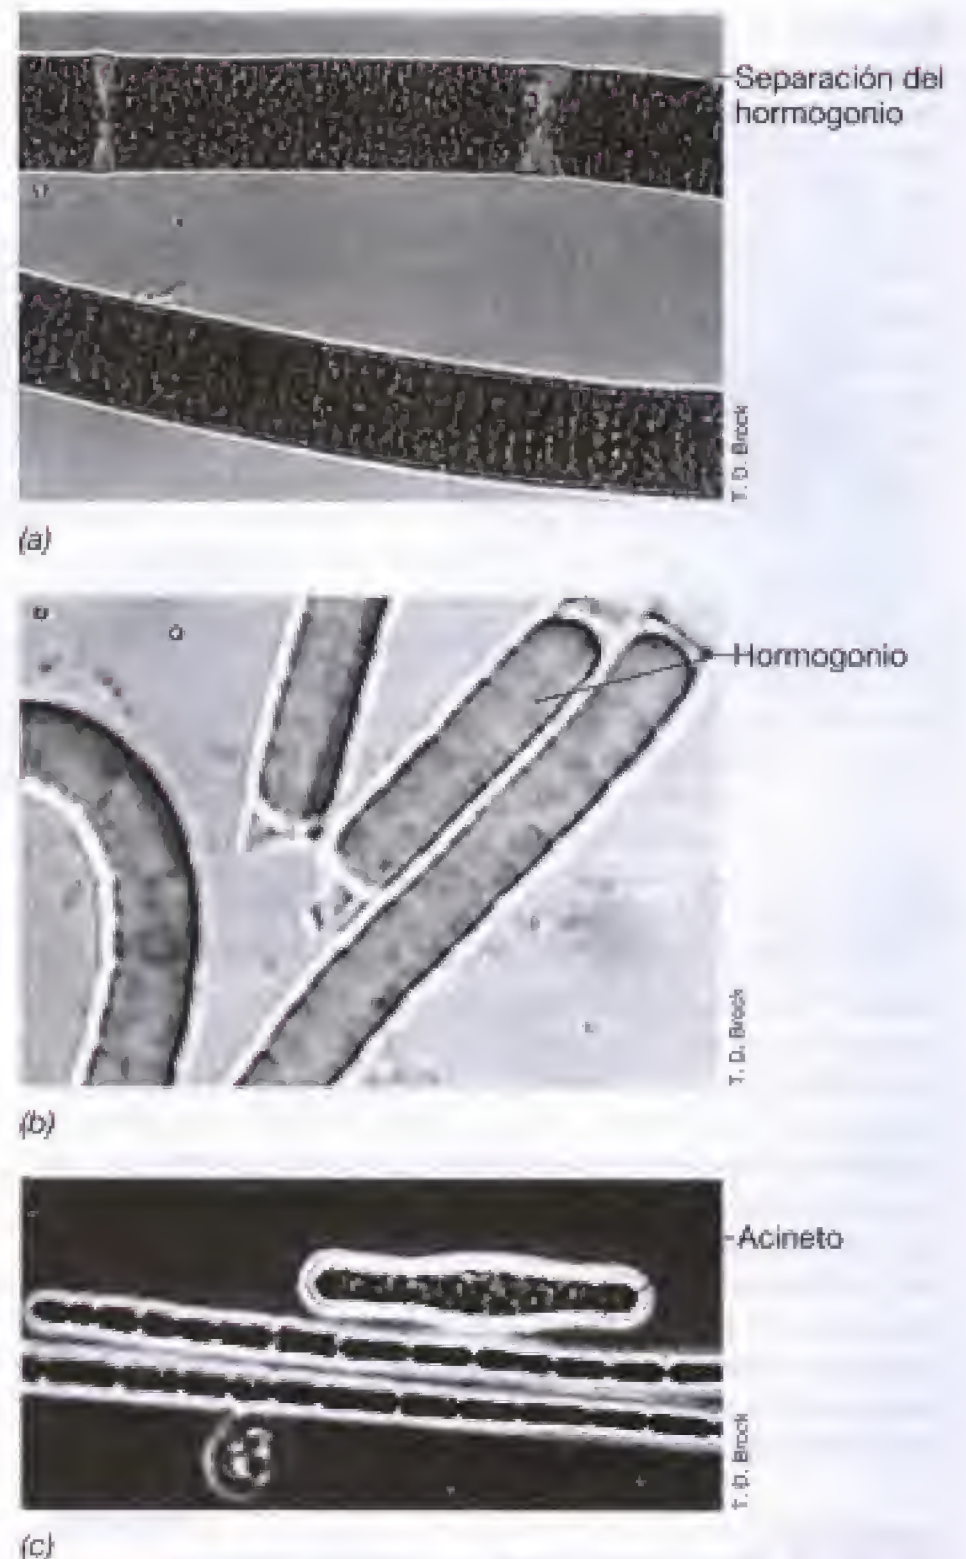 Separación del
hormogonio
T. D. Brock
(a)
Hormogonio
T. D. Brock
(b)
Acineto
T. D. Brock
(c)